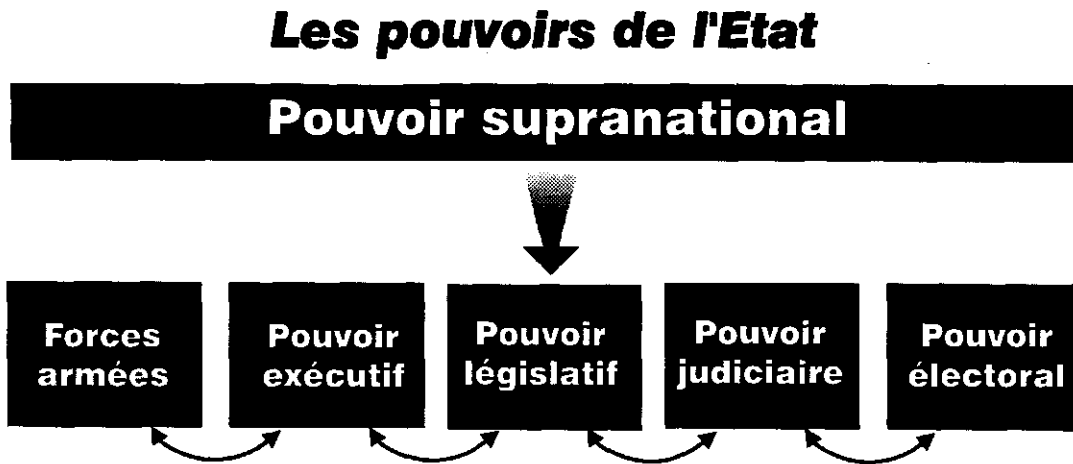 Les pouvoirs de l'Etat
Pouvoir supranational
Forces
armées
Pouvoir
exécutif
Pouvoir
législatif
Pouvoir
judiciaire
Pouvoir
électoral